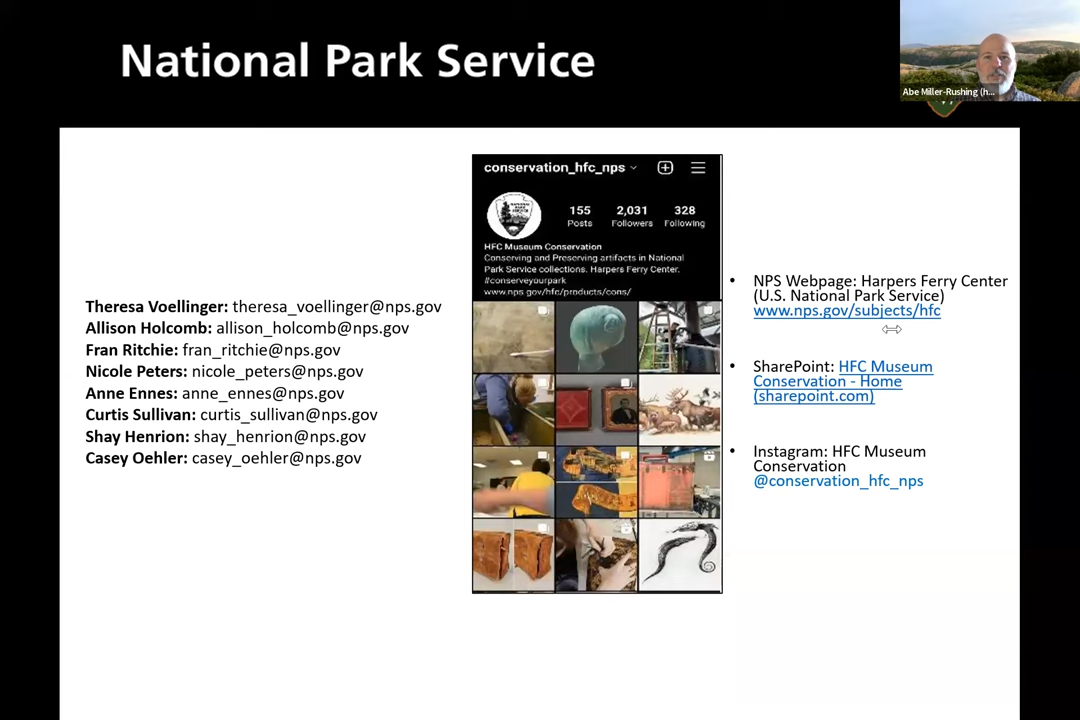 National Park Service
Abe Miller-Rushing (h...
Theresa Voellinger: theresa_voellinger@nps.gov
Allison Holcomb: allison_holcomb@nps.gov
Fran Ritchie: fran_ritchie@nps.gov
Nicole Peters: nicole_peters@nps.gov
Anne Ennes: anne_ennes@nps.gov
Curtis Sullivan: curtis_sullivan@nps.gov
Shay Henrion: shay_henrion@nps.gov
Casey Oehler: casey_oehler@nps.gov
conservation_hfc_nps
NATIONAL
PARK
SERVICE
155 2,031 328
Posts Followers Following
HFC Museum Conservation
Conserving and Preserving artifacts in National
Park Service collections. Harpers Ferry Center.
#conserveyourpark
www.nps.gov/hfc/products/cons/
• NPS Webpage: Harpers Ferry Center
(U.S. National Park Service)
www.nps.gov/subjects/hfc
• SharePoint: HFC Museum
Conservation - Home
(sharepoint.com)
• Instagram: HFC Museum
Conservation
@conservation_hfc_nps